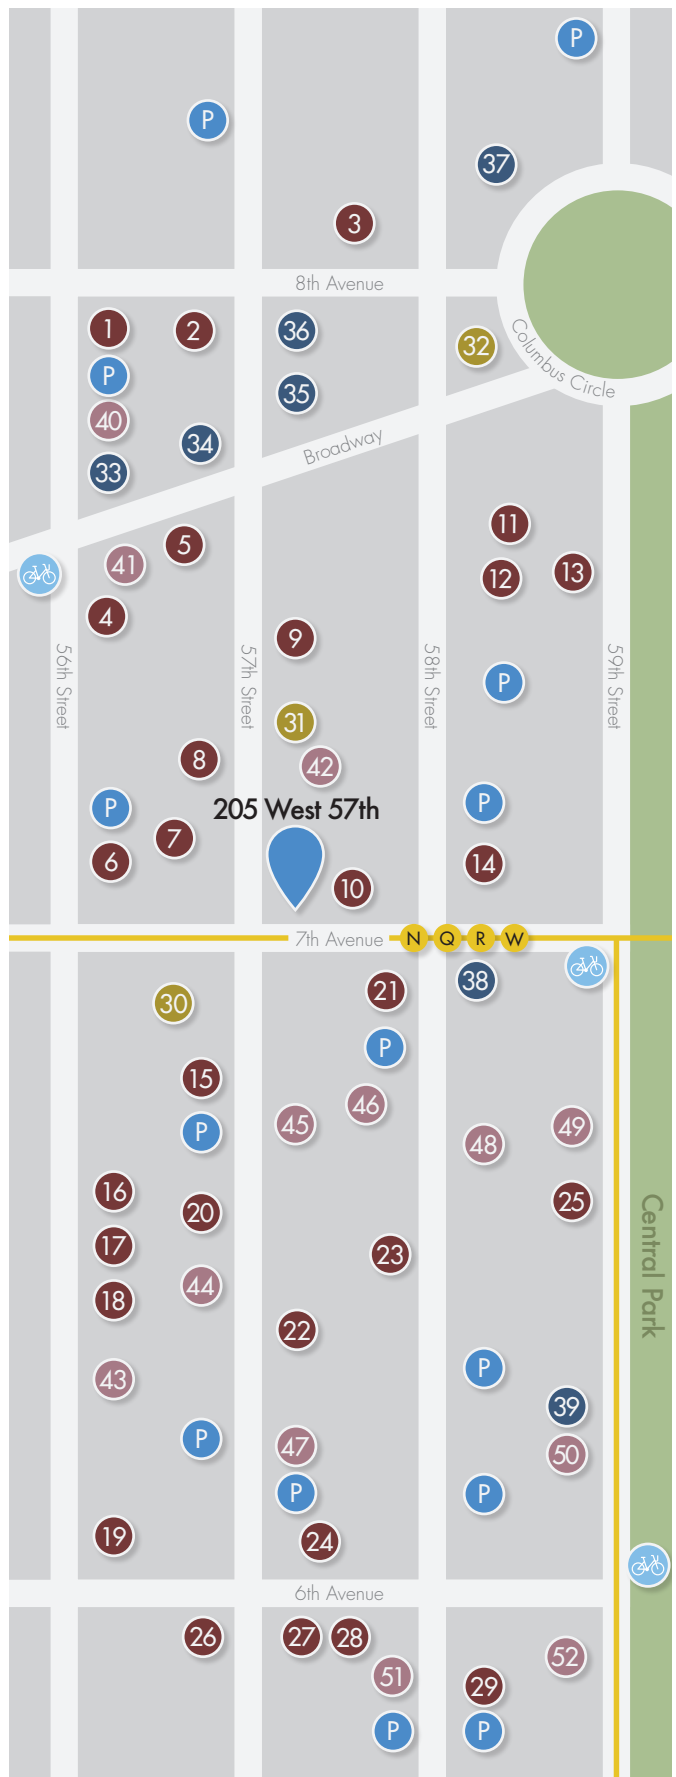 P
P
37
3
8th Avenue
1
2
36
32
Columbus Circle
P
35
40
34
Broadway
33
11
5
41
12
13
4
9
56th Street
57th Street
58th Street
59th Street
P
31
8
42
P
205 West 57th
P
7
6
14
10
7th Avenue
N Q R W
38
21
30
P
15
46
45
49
P
48
16
25
20
17
23
Central Park
44
18
22
P
43
39
P
47
50
P
P
19
24
6th Avenue
26
27
28
52
51
29
P
P